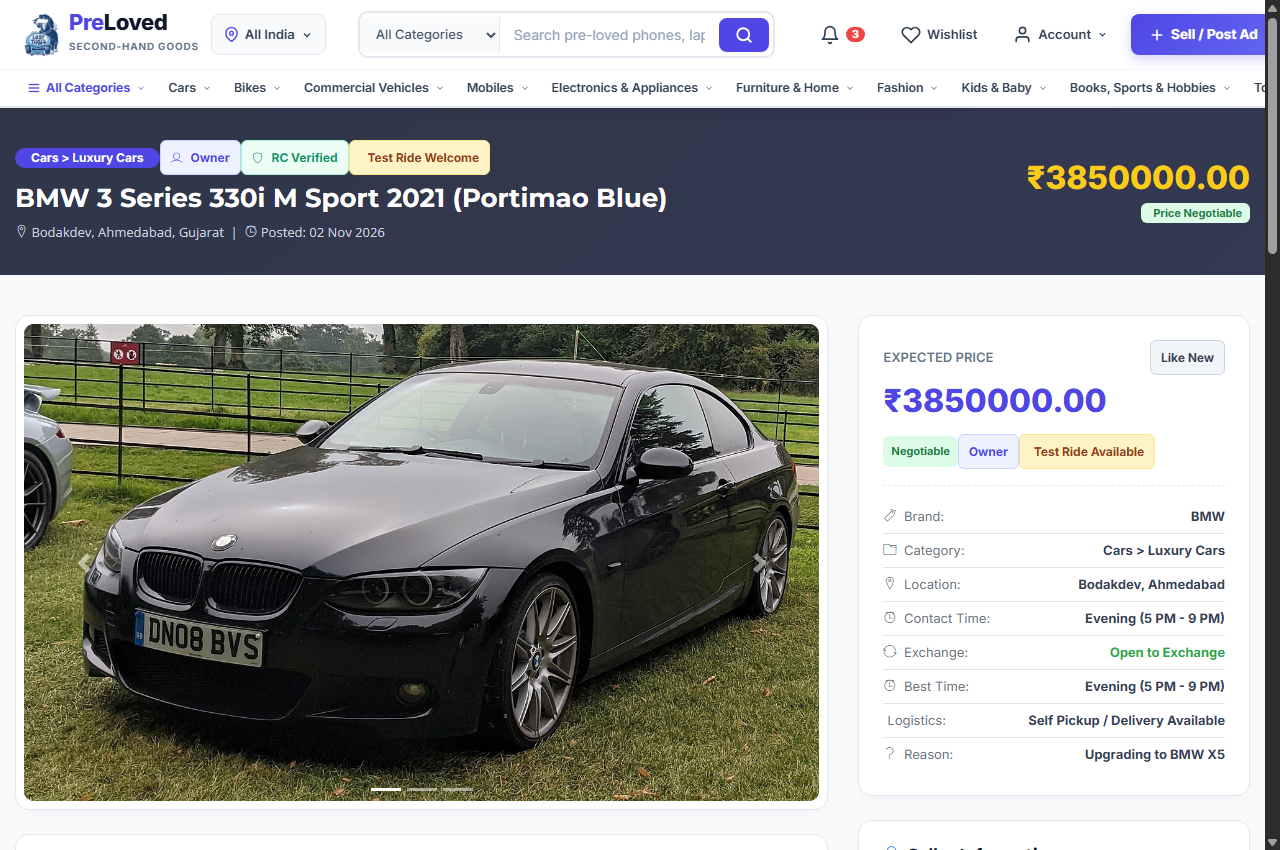 PreLoved
SECOND-HAND GOODS
All India
All Categories
Search pre-loved phones, lap
3
Wishlist
Account
Sell / Post Ad
All Categories
Cars
Bikes
Commercial Vehicles
Mobiles
Electronics & Appliances
Furniture & Home
Fashion
Kids & Baby
Books, Sports & Hobbies
Cars > Luxury Cars
Owner
RC Verified
Test Ride Welcome
BMW 3 Series 330i M Sport 2021 (Portimao Blue)
Bodakdev, Ahmedabad, Gujarat | Posted: 02 Nov 2026
₹3850000.00
Price Negotiable
DN08 BVS
EXPECTED PRICE
Like New
₹3850000.00
Negotiable
Owner
Test Ride Available
Brand: BMW
Category: Cars > Luxury Cars
Location: Bodakdev, Ahmedabad
Contact Time: Evening (5 PM - 9 PM)
Exchange: Open to Exchange
Best Time: Evening (5 PM - 9 PM)
Logistics: Self Pickup / Delivery Available
Reason: Upgrading to BMW X5